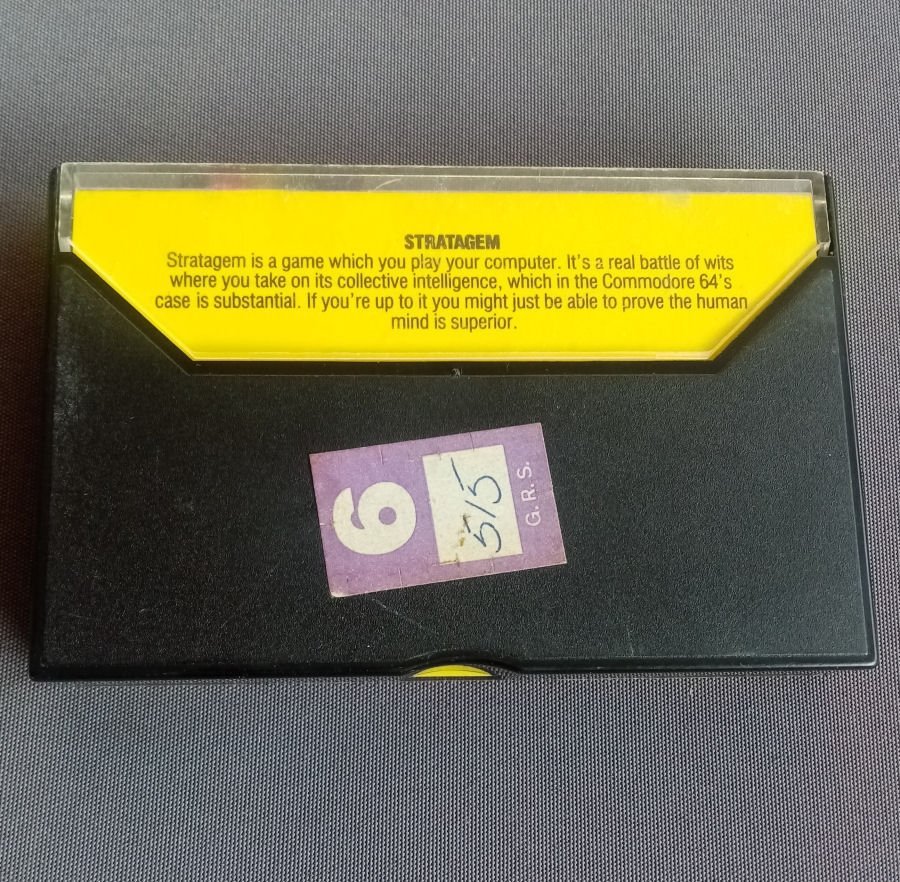 STRATAGEM
Stratagem is a game which you play your computer. It's a real battle of wits
where you take on its collective intelligence, which in the Commodore 64's
case is substantial. If you're up to it you might just be able to prove the human
mind is superior.
6
515
G.R.S.